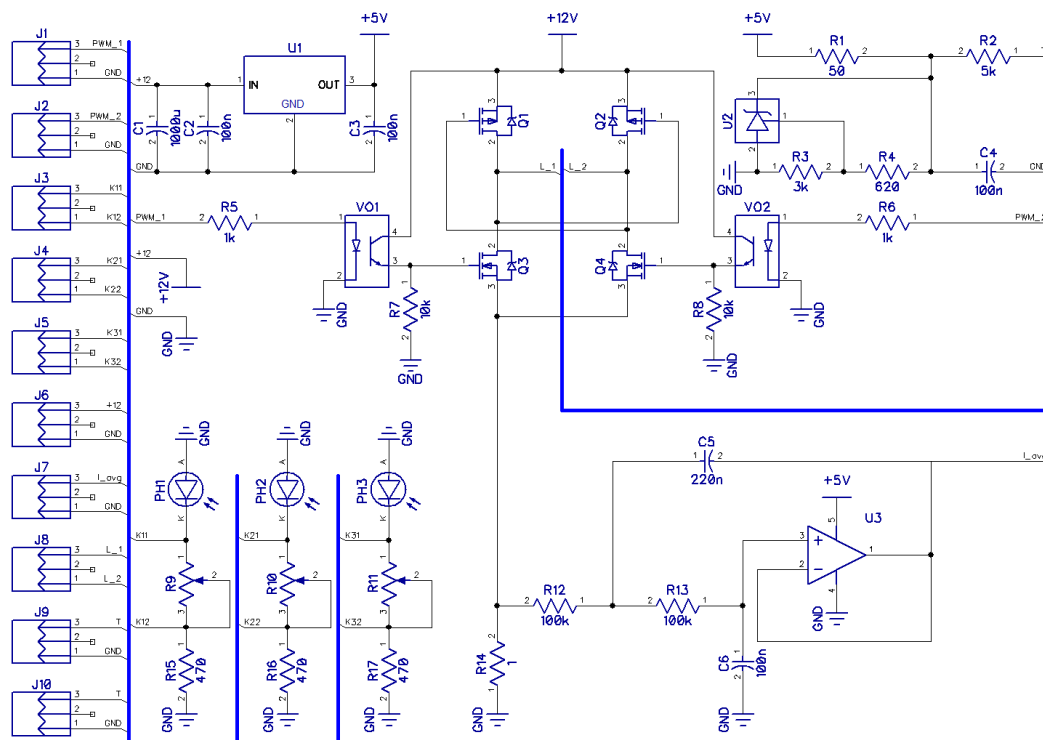 +5V
+12V
+5V
J1
3 PWM_1
2
1 GND
+12
U1
1 IN OUT 3
GND
2
C1
1000u
C2
100n
C3
100n
GND
R1
50
R2
5k
U2
R3
3k
R4
620
C4
100n
GND
GND
Q1
Q2
L_1 L_2
J2
3 PWM_2
2
1 GND
J3
3 K11
2
1 K12
PWM_1
R5
1k
VO1
VO2
R6
1k
PWM_2
Q3
Q4
J4
3 K21
2
1 K22
+12
+12V
GND
GND
GND
R7
10k
GND
R8
10k
GND
GND
J5
3 K31
2
1 K32
J6
3 +12
2
1 GND
GND
GND
GND
J7
3 I_avg
2
1 GND
PH1
A
K
PH2
A
K
PH3
A
K
C5
220n
I_avg
+5V
U3
GND
J8
3 L_1
2
1 L_2
K11
K21
K31
R9
R10
R11
J9
3 T
2
1 GND
K12
K22
K32
R12
100k
R13
100k
R15
470
R16
470
R17
470
R14
1
C6
100n
J10
3 T
2
1 GND
GND
GND
GND
GND
GND